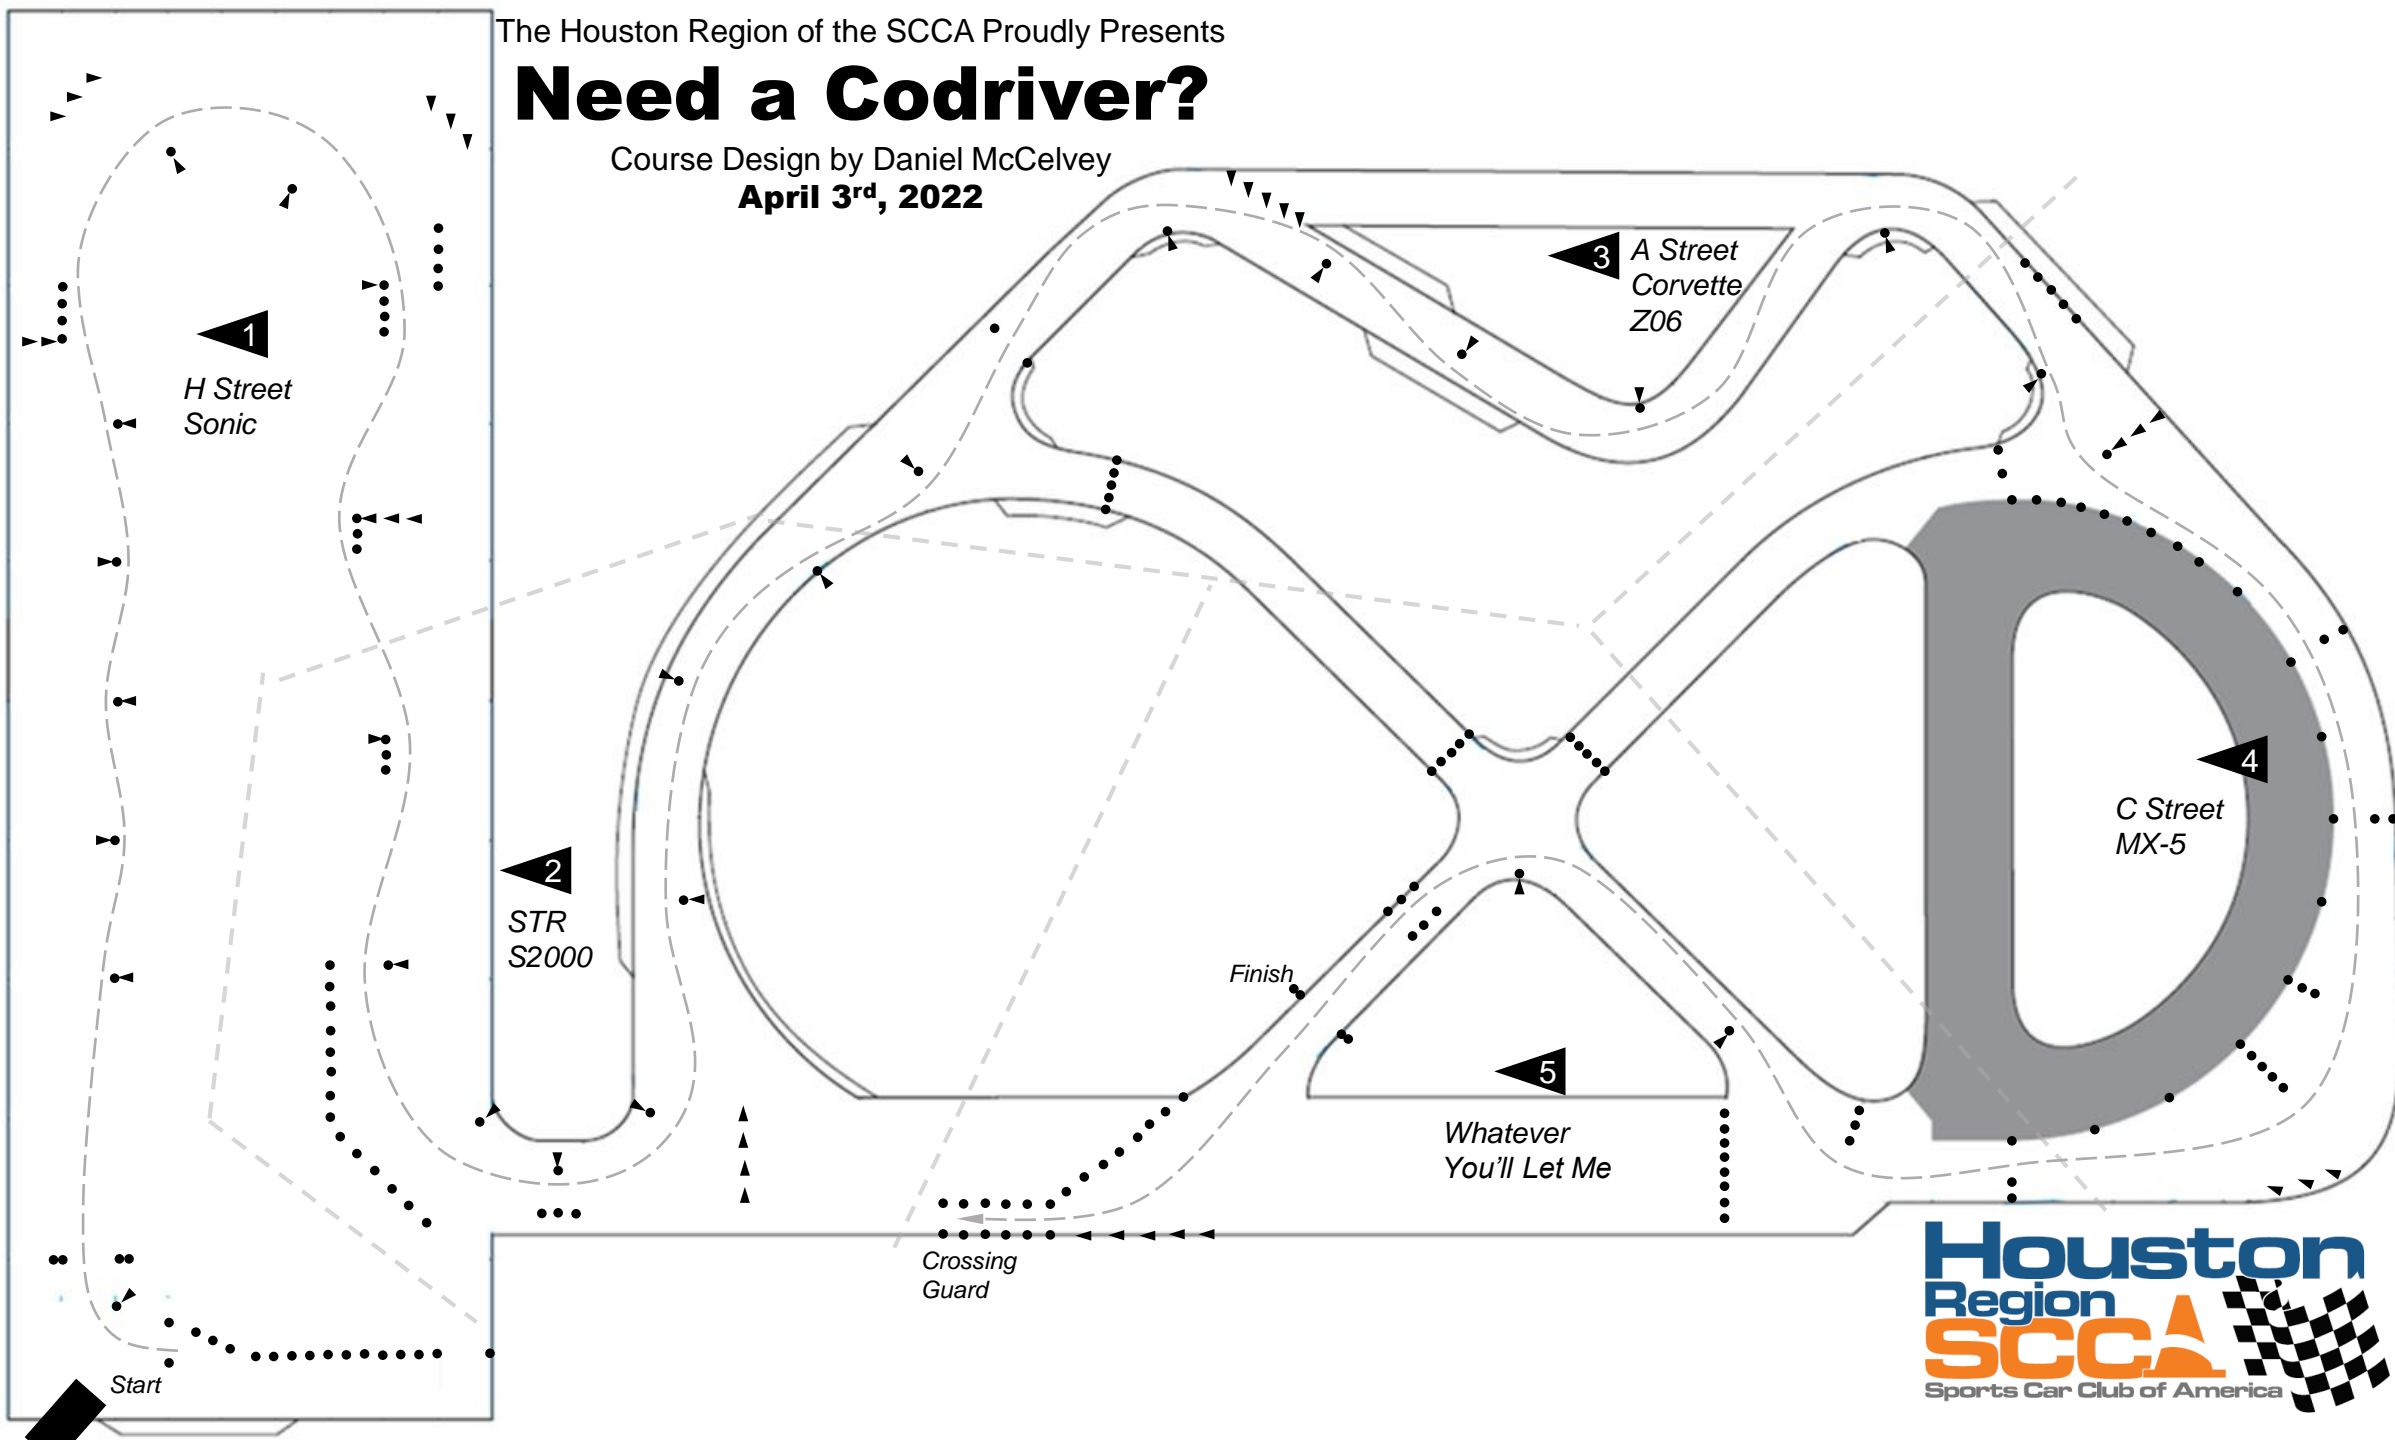 The Houston Region of the SCCA Proudly Presents
Need a Codriver?
Course Design by Daniel McCelvey
April 3rd, 2022
1
H Street
Sonic
2
STR
S2000
3
A Street
Corvette
Z06
4
C Street
MX-5
5
Whatever
You'll Let Me
Finish
Crossing
Guard
Start
Houston
Region
SCCA
Sports Car Club of America